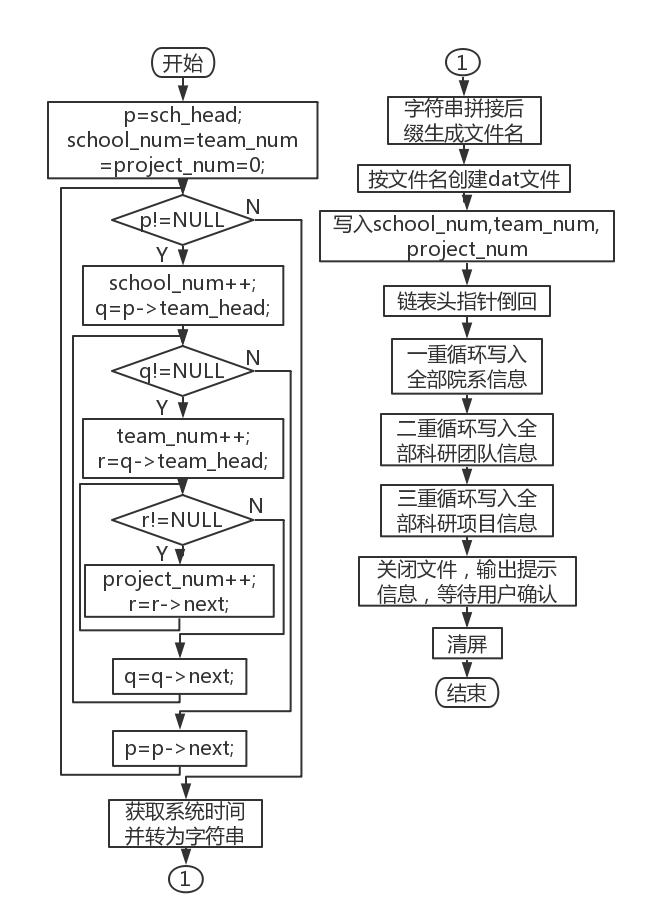 开始
p=sch_head;
school_num=team_num
=project_num=0;
p!=NULL
N
Y
school_num++;
q=p->team_head;
q!=NULL
N
Y
team_num++;
r=q->team_head;
r!=NULL
N
Y
project_num++;
r=r->next;
q=q->next;
p=p->next;
获取系统时间
并转为字符串
1
1
字符串拼接后
缀生成文件名
按文件名创建dat文件
写入school_num,team_num,
project_num
链表头指针倒回
一重循环写入
全部院系信息
二重循环写入全
部科研团队信息
三重循环写入全
部科研项目信息
关闭文件，输出提示
信息，等待用户确认
清屏
结束